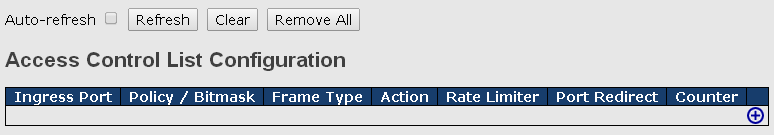 Auto-refresh Refresh Clear Remove All
Access Control List Configuration
Ingress Port Policy / Bitmask Frame Type Action Rate Limiter Port Redirect Counter